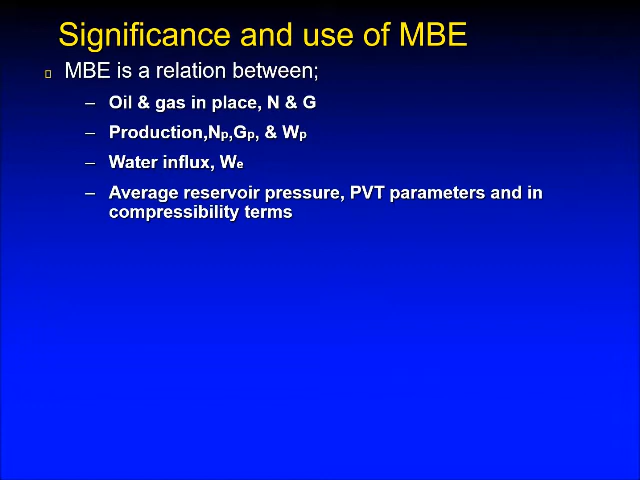 Significance and use of MBE
▯ MBE is a relation between;
– Oil & gas in place, N & G
– Production,Np,Gp, & Wp
– Water influx, We
– Average reservoir pressure, PVT parameters and in
compressibility terms